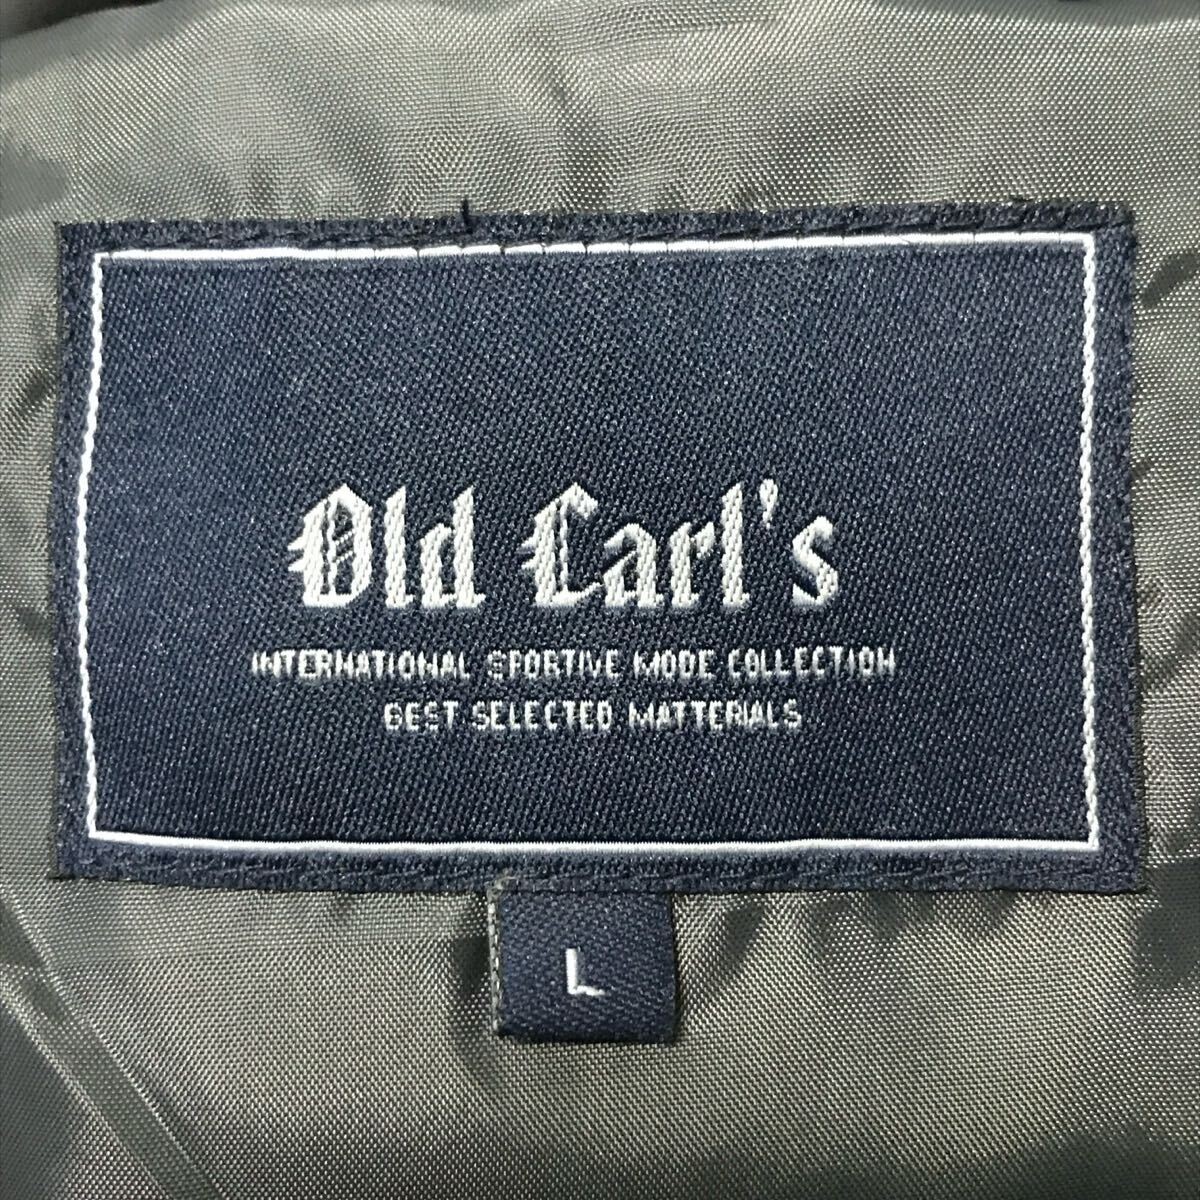 Old Carl's
INTERNATIONAL SPORTIVE MODE COLLECTION
BEST SELECTED MATTERIALS
L